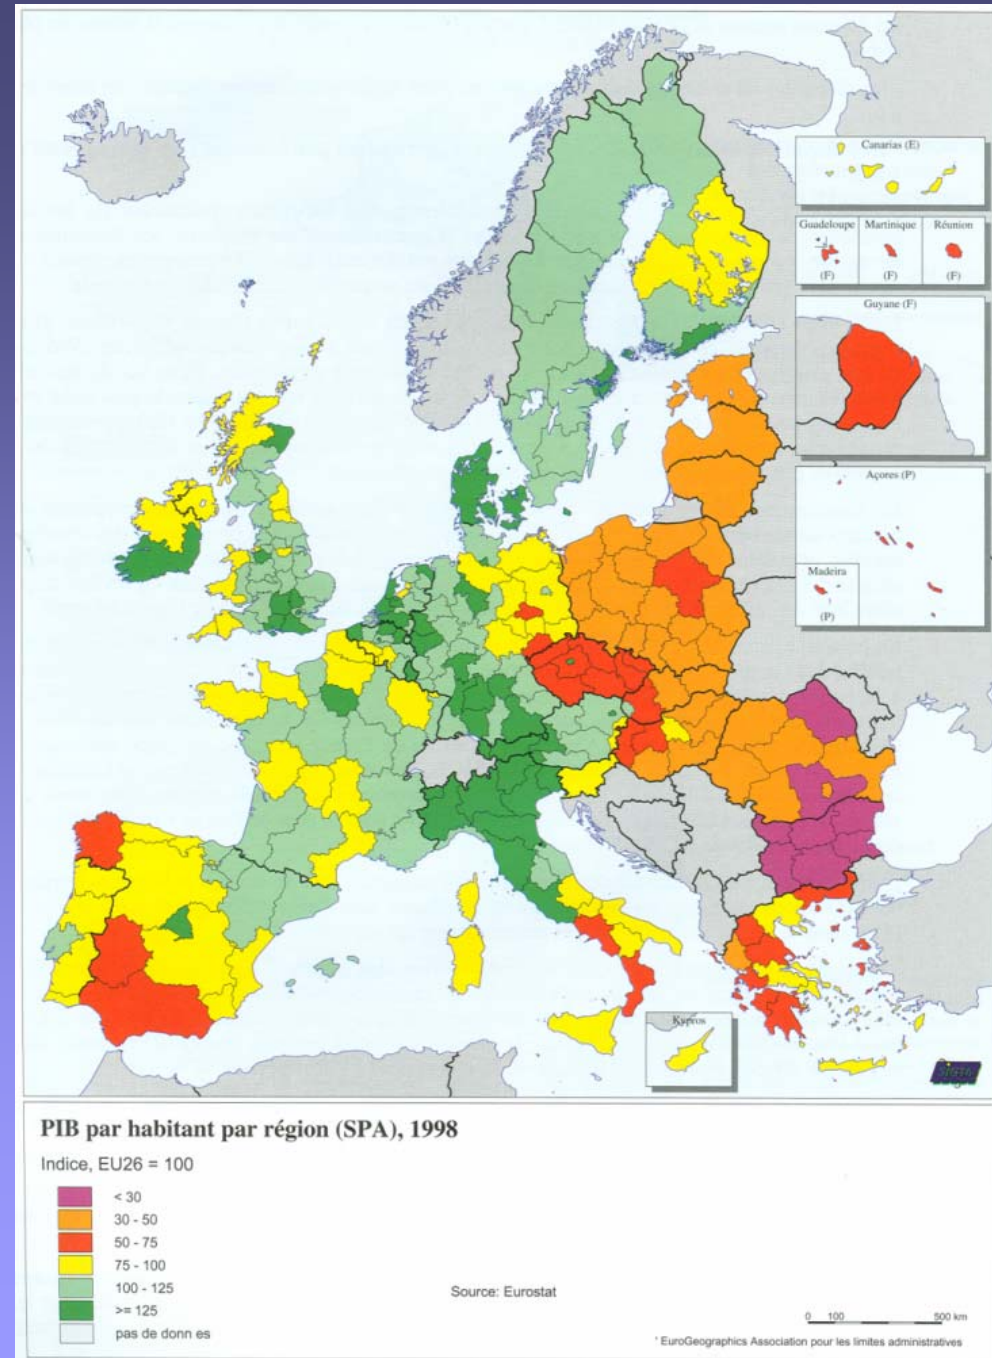 Canarias (E)
Guadeloupe Martinique Réunion
(F) (F) (F)
Guyane (F)
Açores (P)
Madeira
(P)
Kypros
PIB par habitant par région (SPA), 1998
Indice, EU26 = 100
< 30
30 - 50
50 - 75
75 - 100
100 - 125
>= 125
pas de donn es
Source: Eurostat
0 100 500 km
' EuroGeographics Association pour les limites administratives